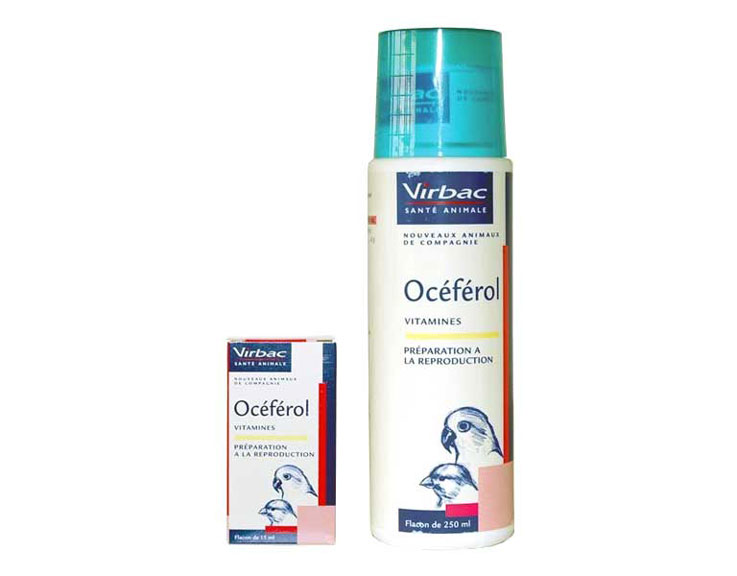 Virbac
SANTÉ ANIMALE
NOUVEAUX ANIMAUX
DE COMPAGNIE
Océférol
VITAMINES
PRÉPARATION
A LA REPRODUCTION
Flacon de 15 ml
Virbac
SANTÉ ANIMALE
NOUVEAUX ANIMAUX
DE COMPAGNIE
Océférol
VITAMINES
PRÉPARATION A
LA REPRODUCTION
Flacon de 250 ml